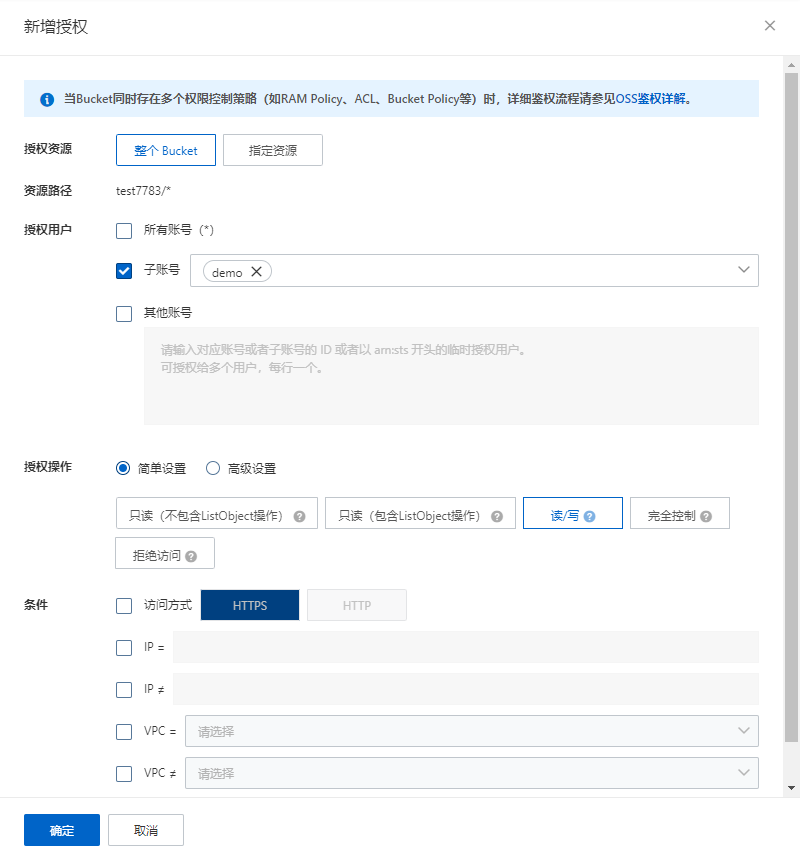 新增授权
当Bucket同时存在多个权限控制策略（如RAM Policy、ACL、Bucket Policy等）时，详细鉴权流程请参见OSS鉴权详解。
授权资源 整个 Bucket 指定资源
资源路径 test7783/*
授权用户 所有账号（*）
子账号 demo
其他账号
请输入对应账号或者子账号的 ID 或者以 arn:sts 开头的临时授权用户。
可授权给多个用户，每行一个。
授权操作 简单设置 高级设置
只读（不包含ListObject操作） 只读（包含ListObject操作） 读/写 完全控制
拒绝访问
条件 访问方式 HTTPS HTTP
IP =
IP ≠
VPC = 请选择
VPC ≠ 请选择
确定 取消